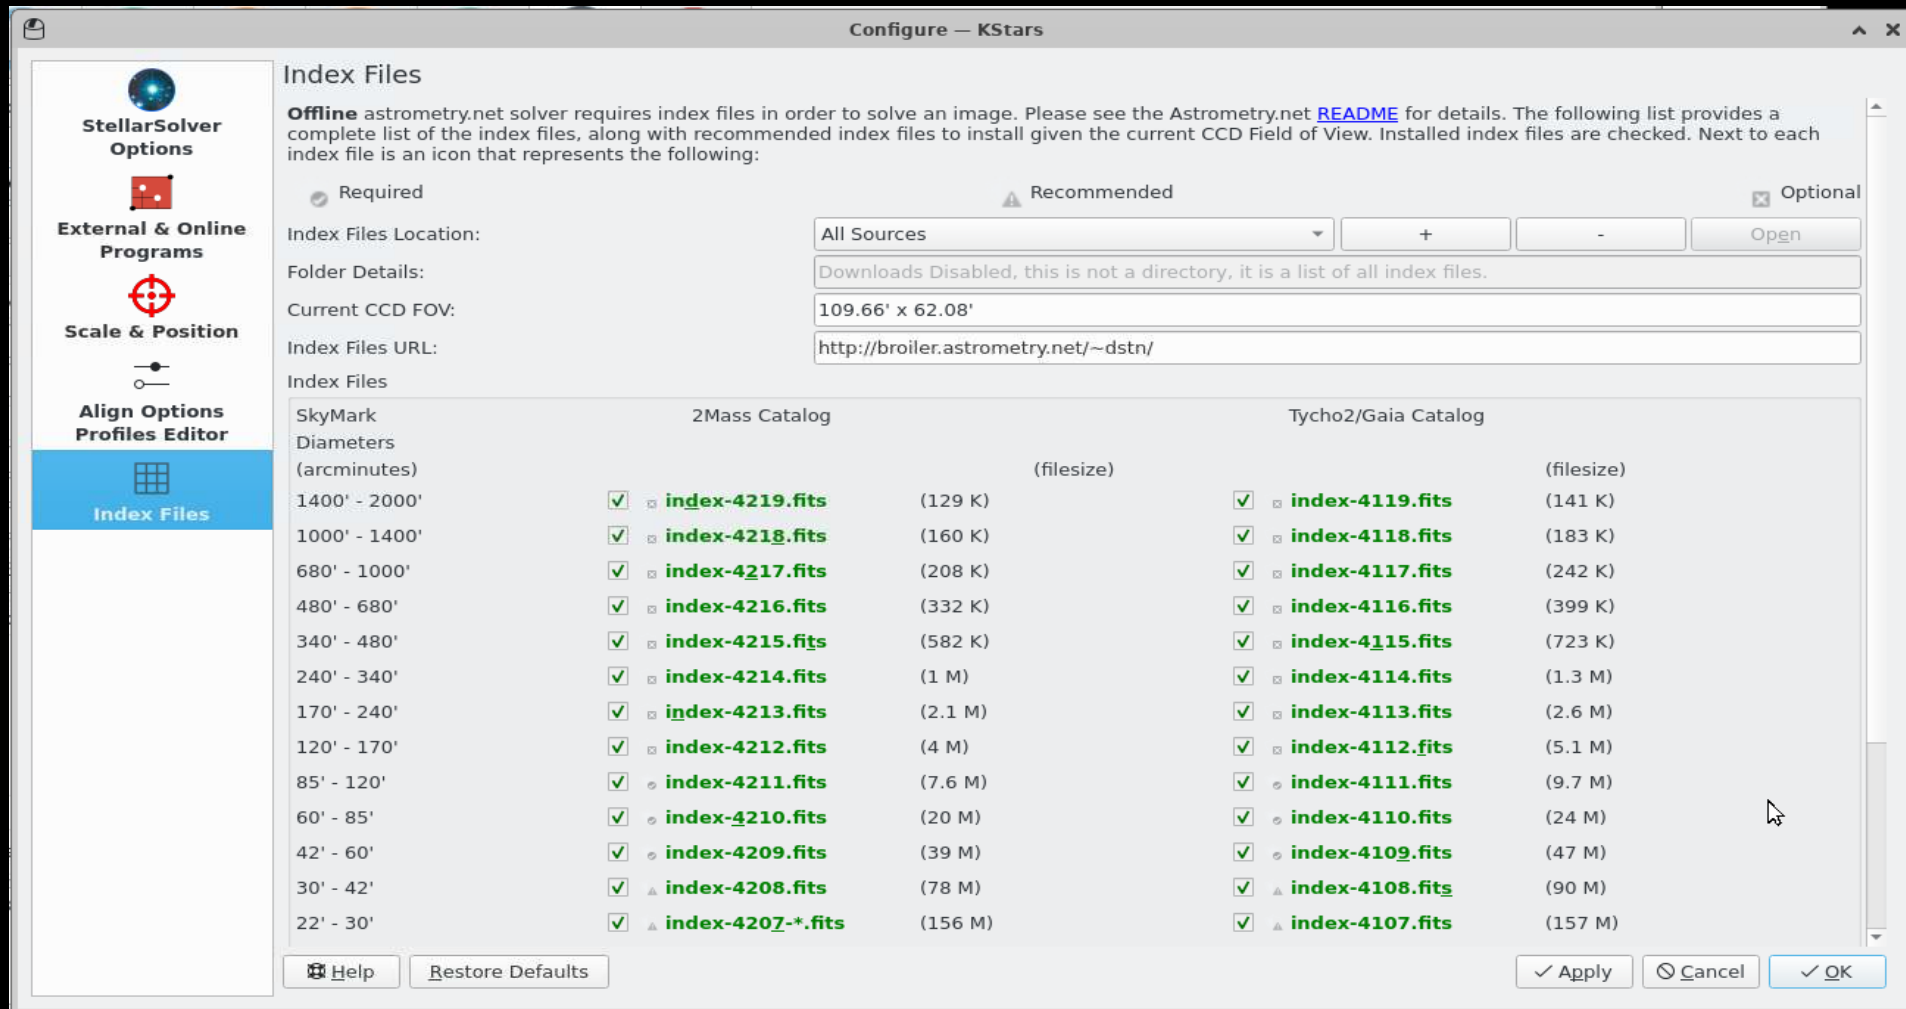 Configure — KStars
StellarSolver
Options
External & Online
Programs
Scale & Position
Align Options
Profiles Editor
Index Files
Index Files
Offline astrometry.net solver requires index files in order to solve an image. Please see the Astrometry.net README for details. The following list provides a
complete list of the index files, along with recommended index files to install given the current CCD Field of View. Installed index files are checked. Next to each
index file is an icon that represents the following:
Required Recommended Optional
Index Files Location: All Sources + - Open
Folder Details: Downloads Disabled, this is not a directory, it is a list of all index files.
Current CCD FOV: 109.66' x 62.08'
Index Files URL: http://broiler.astrometry.net/~dstn/
Index Files
SkyMark 2Mass Catalog Tycho2/Gaia Catalog
Diameters
(arcminutes) (filesize) (filesize)
1400' - 2000' index-4219.fits (129 K) index-4119.fits (141 K)
1000' - 1400' index-4218.fits (160 K) index-4118.fits (183 K)
680' - 1000' index-4217.fits (208 K) index-4117.fits (242 K)
480' - 680' index-4216.fits (332 K) index-4116.fits (399 K)
340' - 480' index-4215.fits (582 K) index-4115.fits (723 K)
240' - 340' index-4214.fits (1 M) index-4114.fits (1.3 M)
170' - 240' index-4213.fits (2.1 M) index-4113.fits (2.6 M)
120' - 170' index-4212.fits (4 M) index-4112.fits (5.1 M)
85' - 120' index-4211.fits (7.6 M) index-4111.fits (9.7 M)
60' - 85' index-4210.fits (20 M) index-4110.fits (24 M)
42' - 60' index-4209.fits (39 M) index-4109.fits (47 M)
30' - 42' index-4208.fits (78 M) index-4108.fits (90 M)
22' - 30' index-4207-*.fits (156 M) index-4107.fits (157 M)
Help Restore Defaults Apply Cancel OK